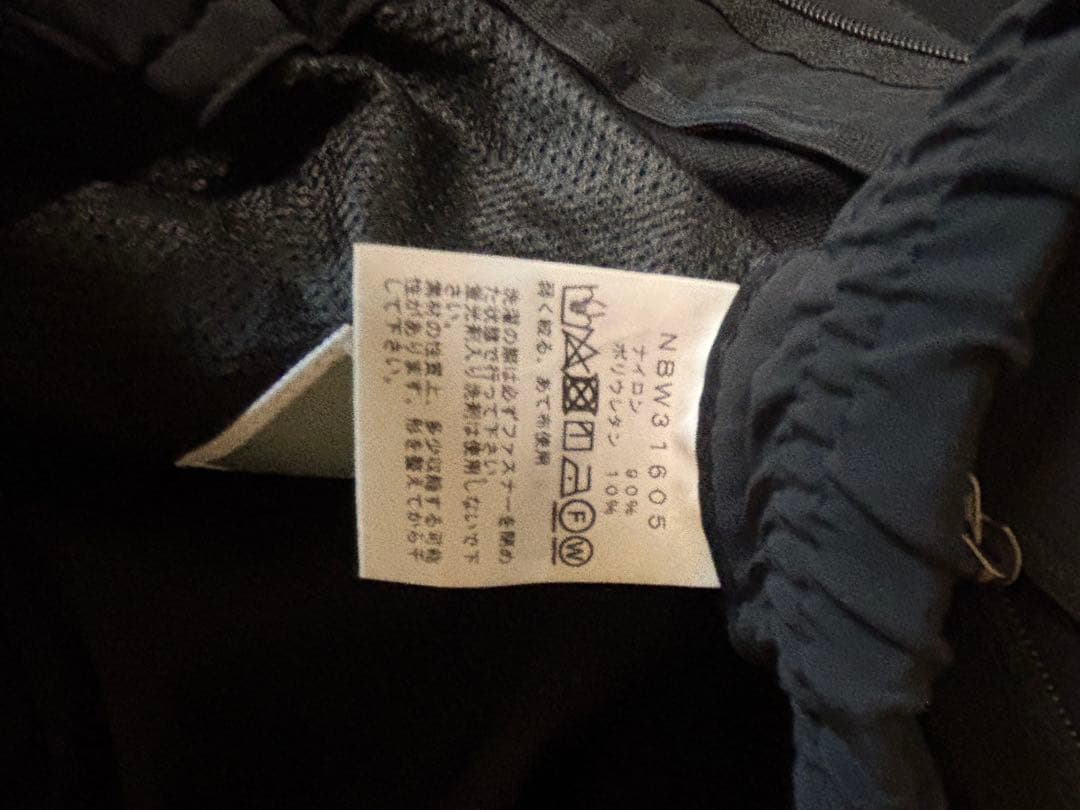 NBW31605
ナイロン 90%
ポリウレタン 10%
F W
軽く絞る。あて布使用
洗濯の際は必ずファスナーを閉め
た状態で行って下さい。
蛍光剤入り洗剤は使用しないで下
さい。
素材の性質上、多少収縮する可能
性があります。形を整えてから干
して下さい。